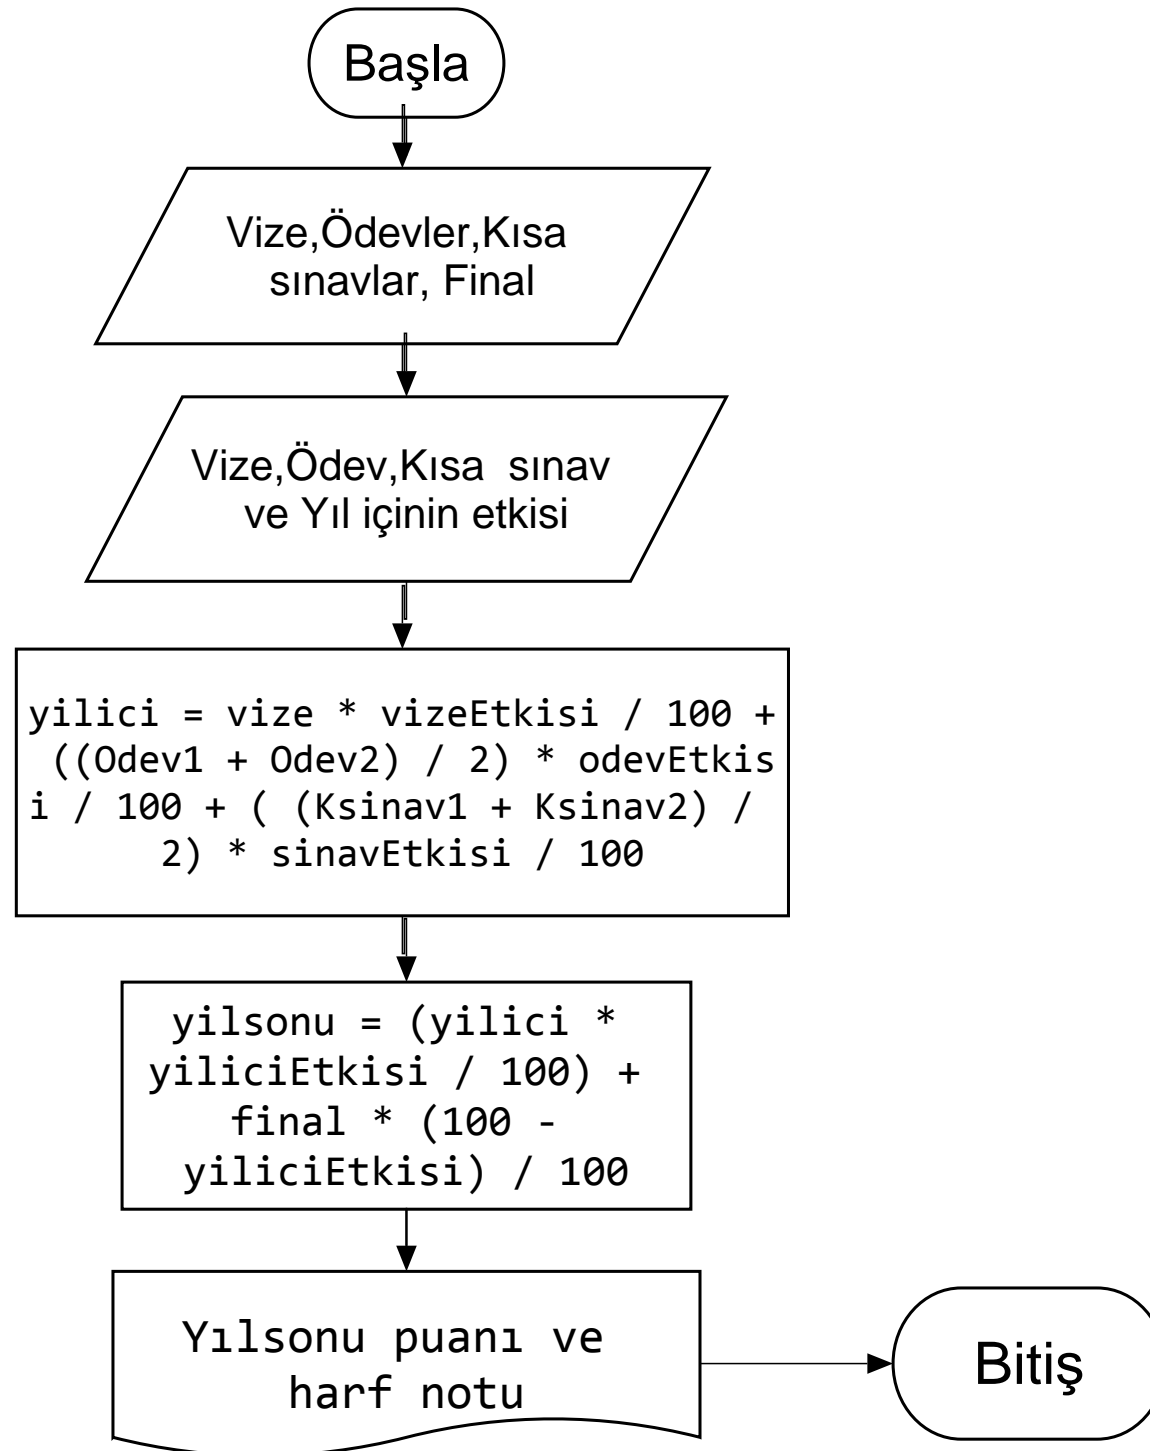 Başla
Vize,Ödevler,Kısa
sınavlar, Final
Vize,Ödev,Kısa  sınav
ve Yıl içinin etkisi
yilici = vize * vizeEtkisi / 100 +
((Odev1 + Odev2) / 2) * odevEtkis
i / 100 + ( (Ksinav1 + Ksinav2) /
2) * sinavEtkisi / 100
yilsonu = (yilici *
yiliciEtkisi / 100) +
final * (100 -
yiliciEtkisi) / 100
Yılsonu puanı ve
harf notu
Bitiş